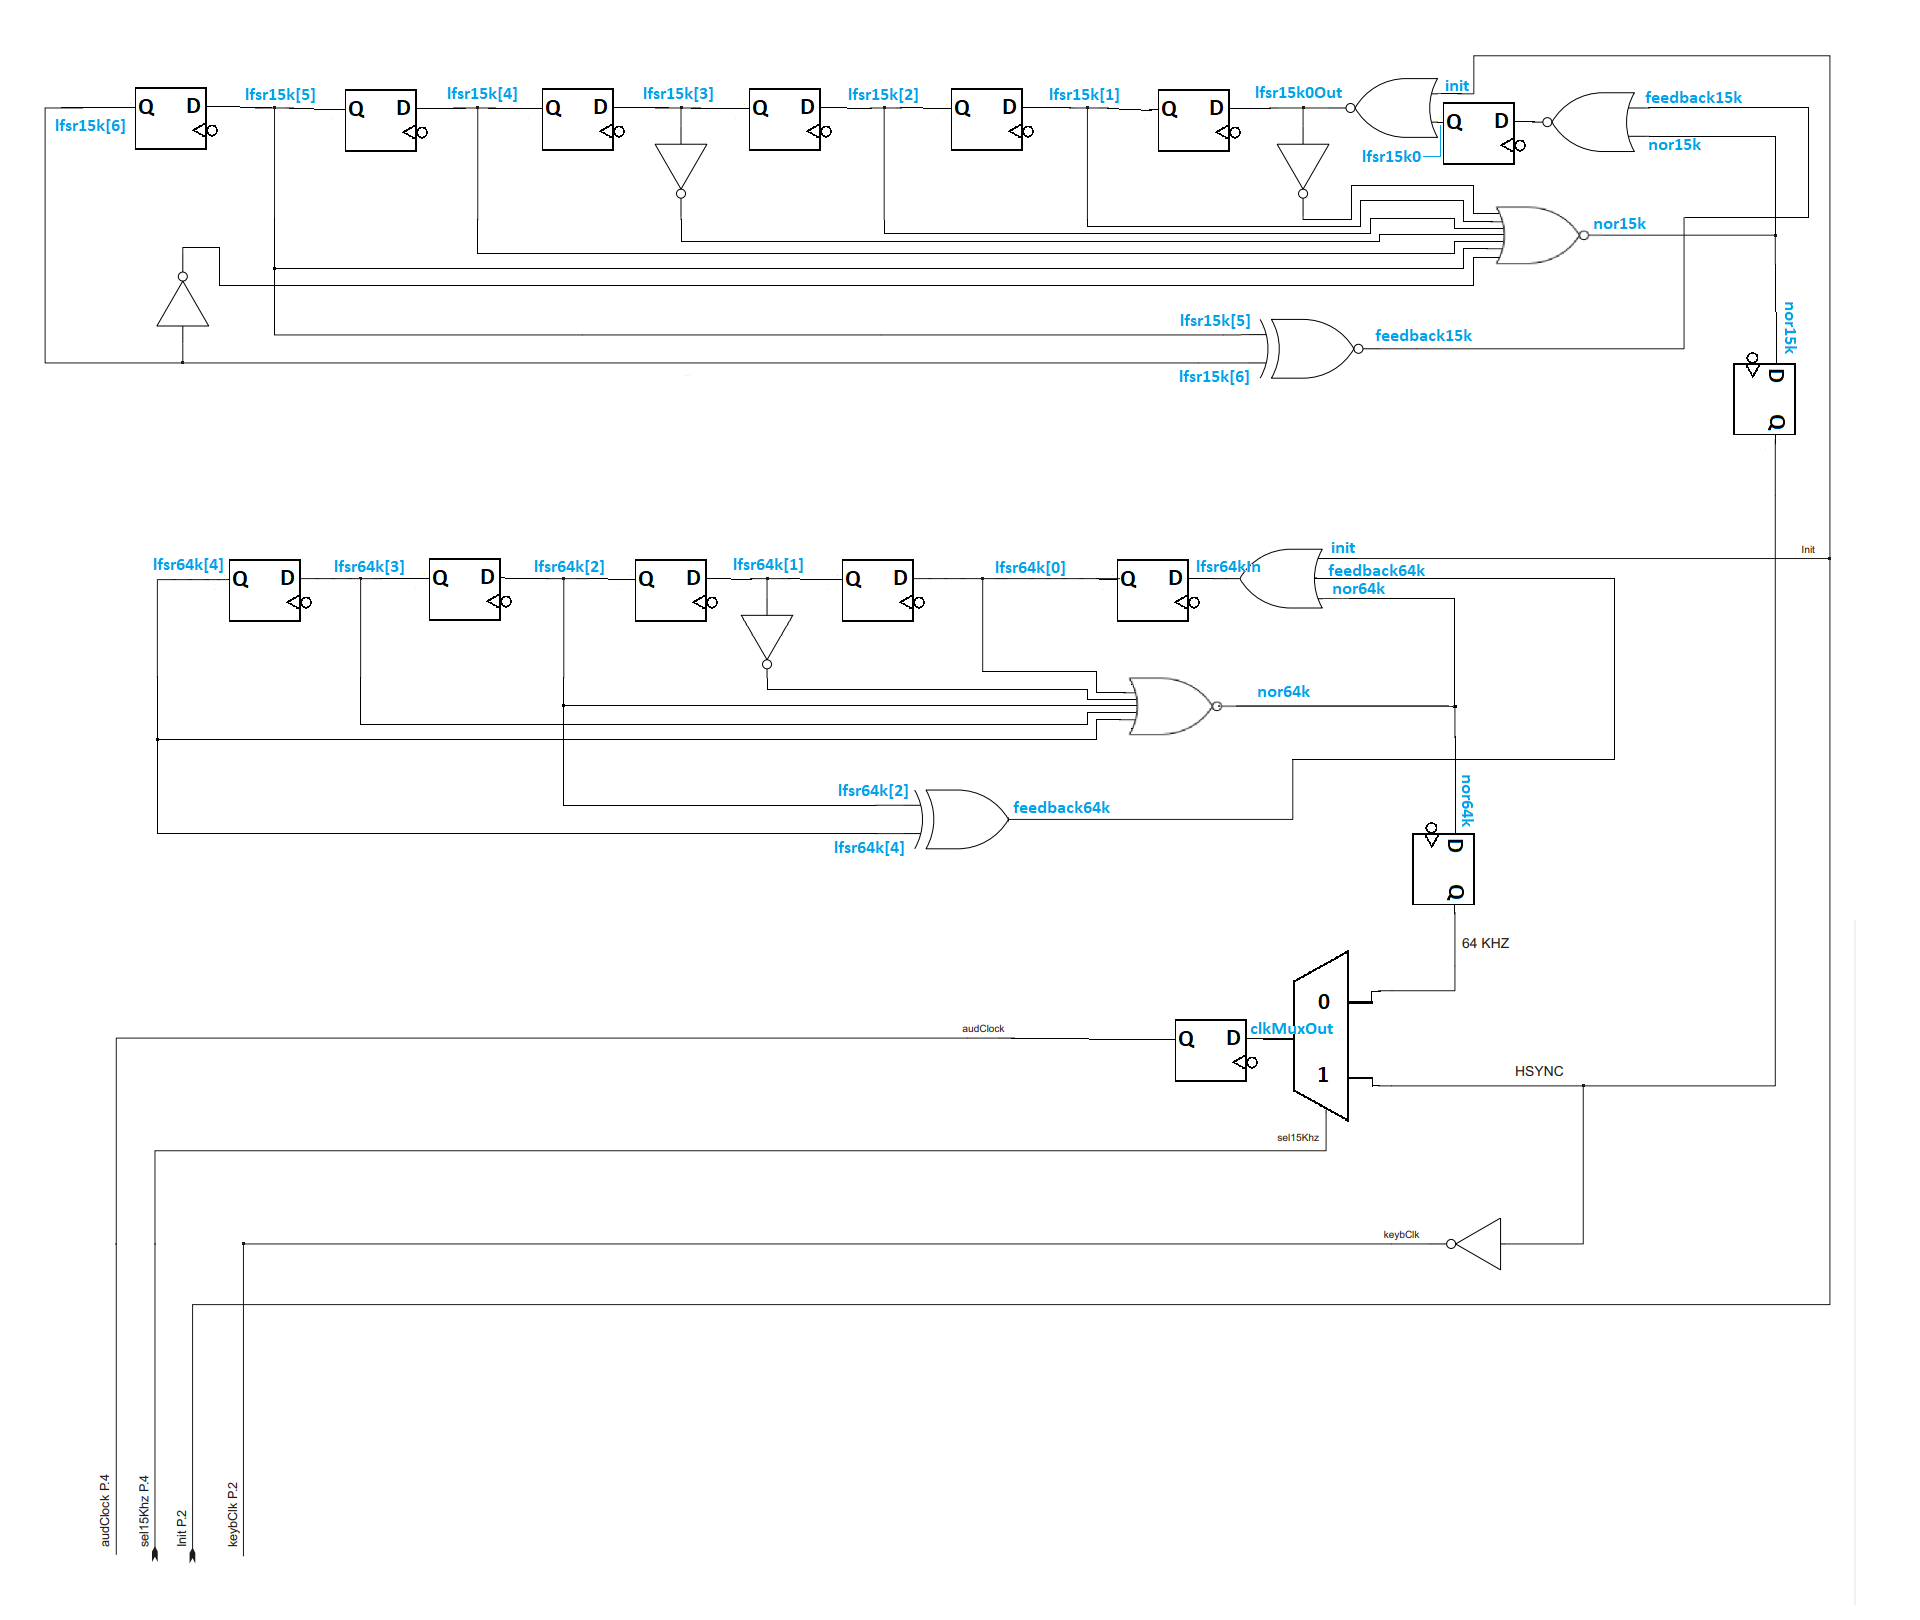 init
lfsr15k[5]
lfsr15k[4]
lfsr15k[3]
lfsr15k[2]
lfsr15k[1]
lfsr15k0Out
feedback15k
Q D
Q D
Q D
Q D
Q D
Q D
Q D
lfsr15k[6]
lfsr15k0
nor15k
nor15k
lfsr15k[5]
feedback15k
lfsr15k[6]
nor15k
D
Q
lfsr64k[4]
lfsr64k[3]
lfsr64k[2]
lfsr64k[1]
lfsr64k[0]
lfsr64kIn
init
Init
feedback64k
nor64k
Q D
Q D
Q D
Q D
Q D
nor64k
lfsr64k[2]
feedback64k
lfsr64k[4]
nor64k
D
Q
64 KHZ
0
audClock
Q D
clkMuxOut
1
HSYNC
sel15Khz
keybClk
audClock P.4
sel15Khz P.4
Init P.2
keybClk P.2